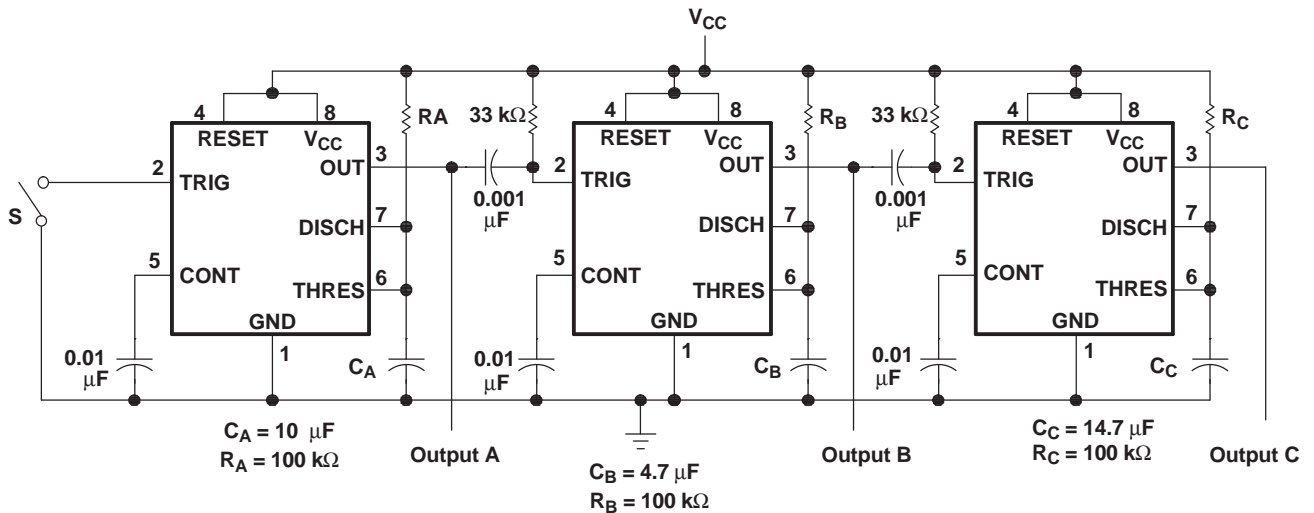 VCC
4
8
RA
33 kΩ
4
8
RB
33 kΩ
4
8
RC
RESET
VCC
RESET
VCC
RESET
VCC
2
TRIG
OUT
3
2
TRIG
OUT
3
2
TRIG
OUT
3
S
0.001
μF
0.001
μF
DISCH
7
DISCH
7
DISCH
7
5
CONT
5
CONT
5
CONT
THRES
6
THRES
6
THRES
6
GND
GND
GND
0.01
μF
1
CA
0.01
μF
1
CB
0.01
μF
1
CC
CA = 10 μF
RA = 100 kΩ
Output A
CB = 4.7 μF
RB = 100 kΩ
Output B
CC = 14.7 μF
RC = 100 kΩ
Output C